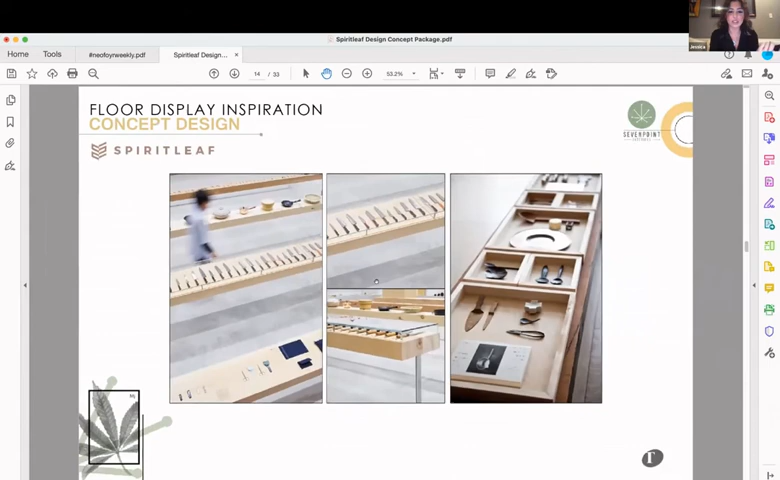 Spiritleaf Design Concept Package.pdf
Home
Tools
#neofoyrweekly.pdf
Spiritleaf Design...
Jessica
14 / 33
53.2%
FLOOR DISPLAY INSPIRATION
CONCEPT DESIGN
SPIRITLEAF
SEVENPOINT